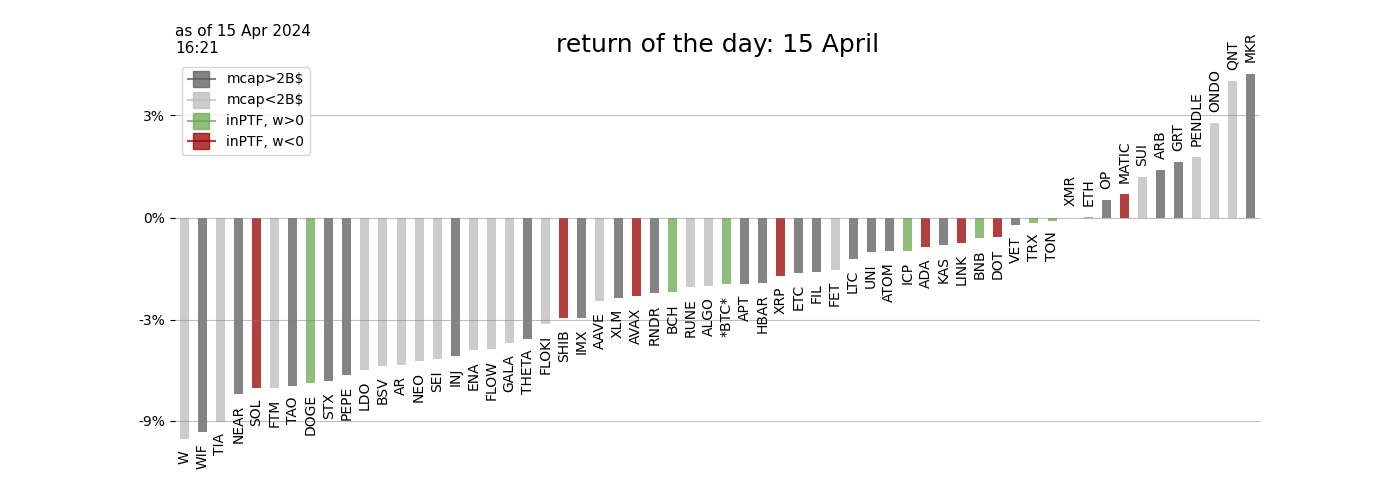 as of 15 Apr 2024
16:21
return of the day: 15 April
mcap>2B$
mcap<2B$
inPTF, w>0
inPTF, w<0
3%
0%
-3%
-9%
W
WIF
TIA
NEAR
SOL
FTM
TAO
DOGE
STX
PEPE
LDO
BSV
AR
NEO
SEI
INJ
ENA
FLOW
GALA
THETA
FLOKI
SHIB
IMX
AAVE
XLM
AVAX
RNDR
BCH
RUNE
ALGO
*BTC*
APT
HBAR
XRP
ETC
FIL
FET
LTC
UNI
ATOM
ICP
ADA
KAS
LINK
BNB
DOT
VET
TRX
TON
XMR
ETH
OP
MATIC
SUI
ARB
GRT
PENDLE
ONDO
QNT
MKR